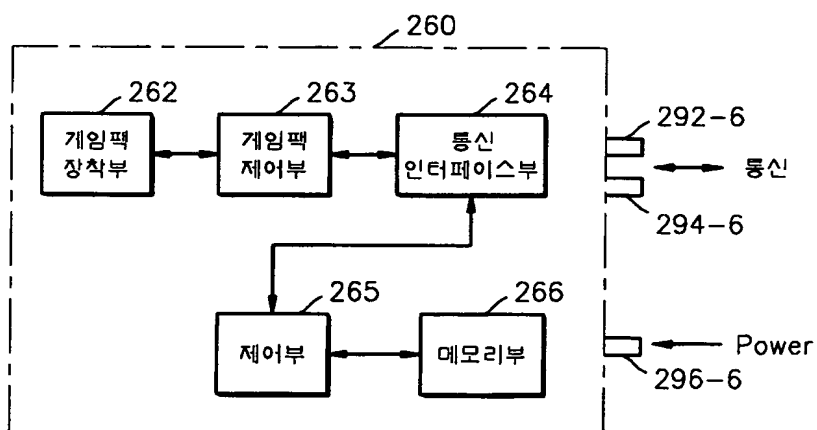 260
262
263
264
게임팩
장착부
게임팩
제어부
통신
인터페이스부
292-6
통신
294-6
265
266
제어부
메모리부
Power
296-6